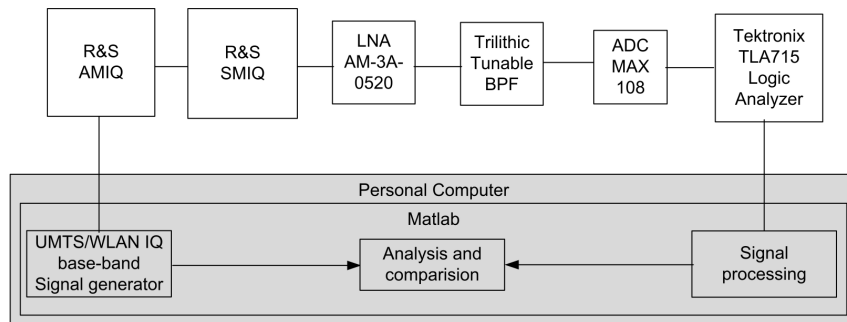 R&S
AMIQ
R&S
SMIQ
LNA
AM-3A-
0520
Trilithic
Tunable
BPF
ADC
MAX
108
Tektronix
TLA715
Logic
Analyzer
Personal Computer
Matlab
UMTS/WLAN IQ
base-band
Signal generator
Analysis and
comparision
Signal
processing